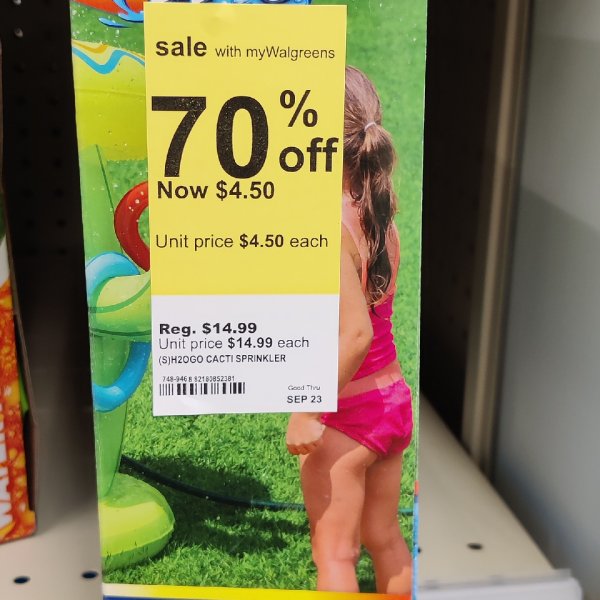 sale with myWalgreens
70% off
Now $4.50
Unit price $4.50 each
Reg. $14.99
Unit price $14.99 each
(S)H2OGO CACTI SPRINKLER
Good Thru
SEP 23
WATER